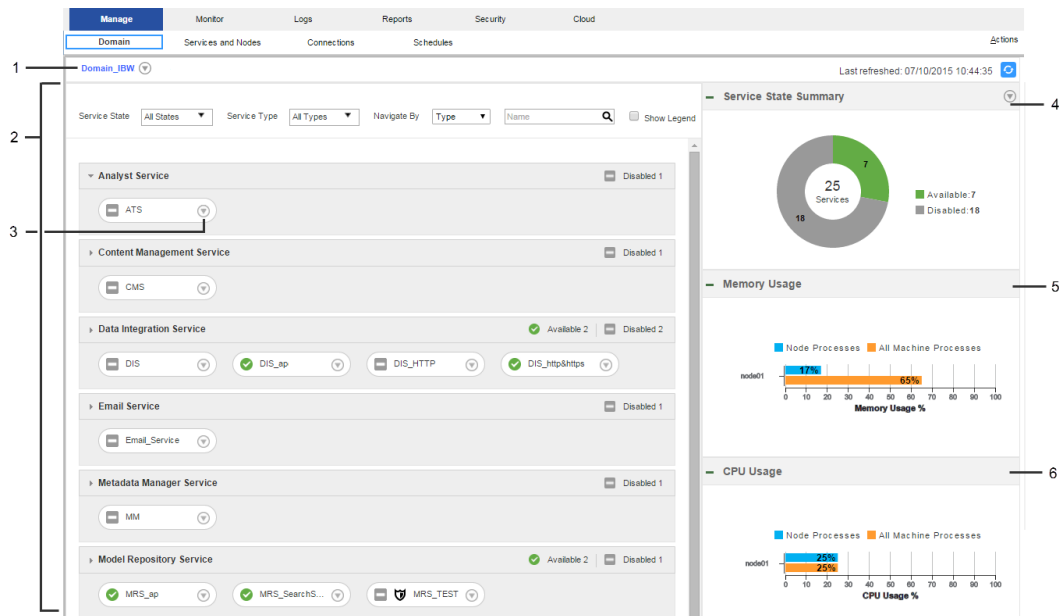 Manage Monitor Logs Reports Security Cloud
Domain Services and Nodes Connections Schedules Actions
1 Domain_IBW Last refreshed: 07/10/2015 10:44:35
2
Service State All States Service Type All Types Navigate By Type Name Show Legend
Analyst Service Disabled 1
ATS
3
Content Management Service Disabled 1
CMS
Data Integration Service Available 2 Disabled 2
DIS DIS_ap DIS_HTTP DIS_http&https
Email Service Disabled 1
Email_Service
Metadata Manager Service Disabled 1
MM
Model Repository Service Available 2 Disabled 1
MRS_ap MRS_SearchS... MRS_TEST
Service State Summary
4
7
25
Services
18
Available:7
Disabled:18
Memory Usage
5
Node Processes All Machine Processes
17%
node01
65%
0 10 20 30 40 50 60 70 80 90 100
Memory Usage %
CPU Usage
6
Node Processes All Machine Processes
25%
node01
25%
0 10 20 30 40 50 60 70 80 90 100
CPU Usage %